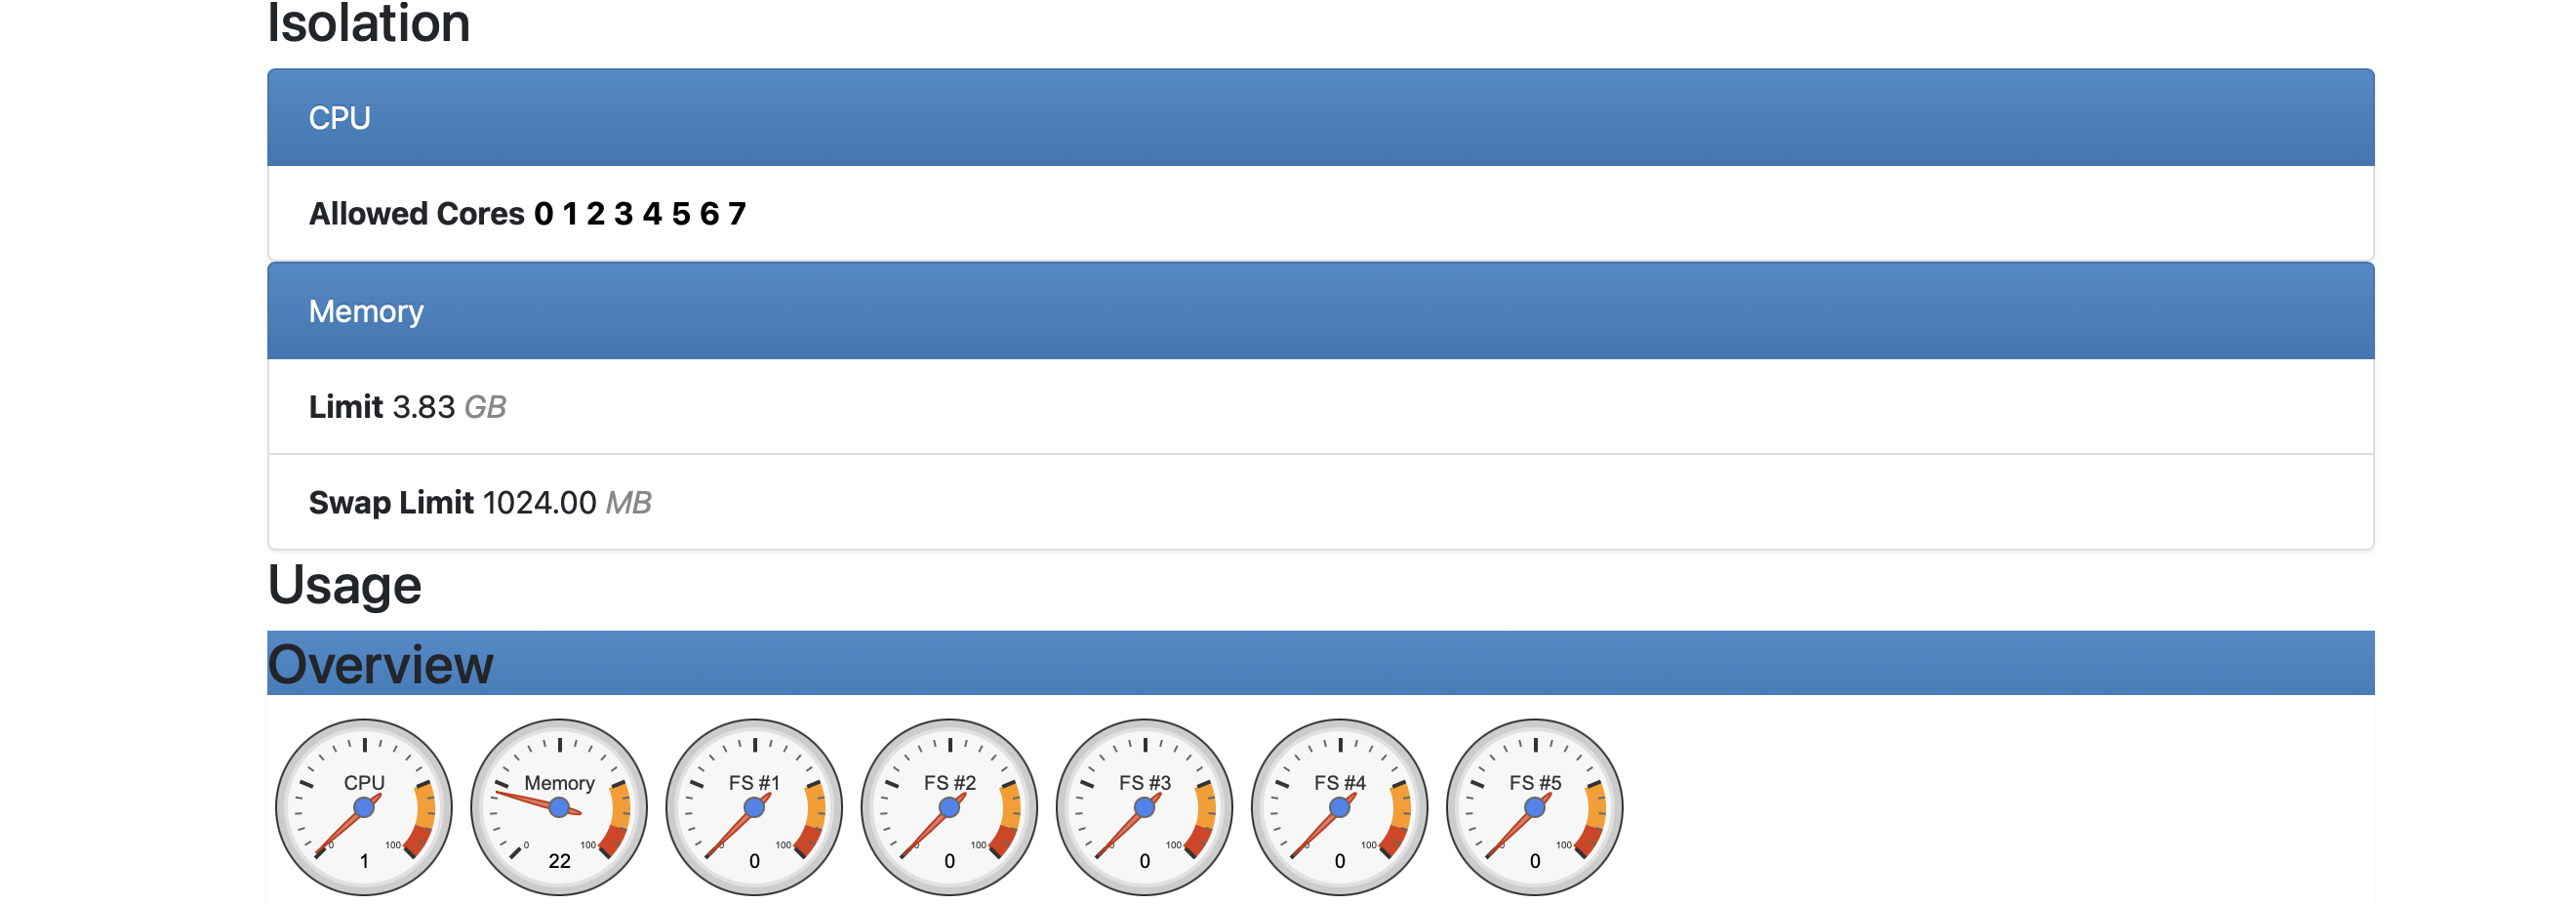 Isolation
CPU
Allowed Cores 0 1 2 3 4 5 6 7
Memory
Limit 3.83 GB
Swap Limit 1024.00 MB
Usage
Overview
CPU
0 100
1
Memory
0 100
22
FS #1
0 100
0
FS #2
0 100
0
FS #3
0 100
0
FS #4
0 100
0
FS #5
0 100
0